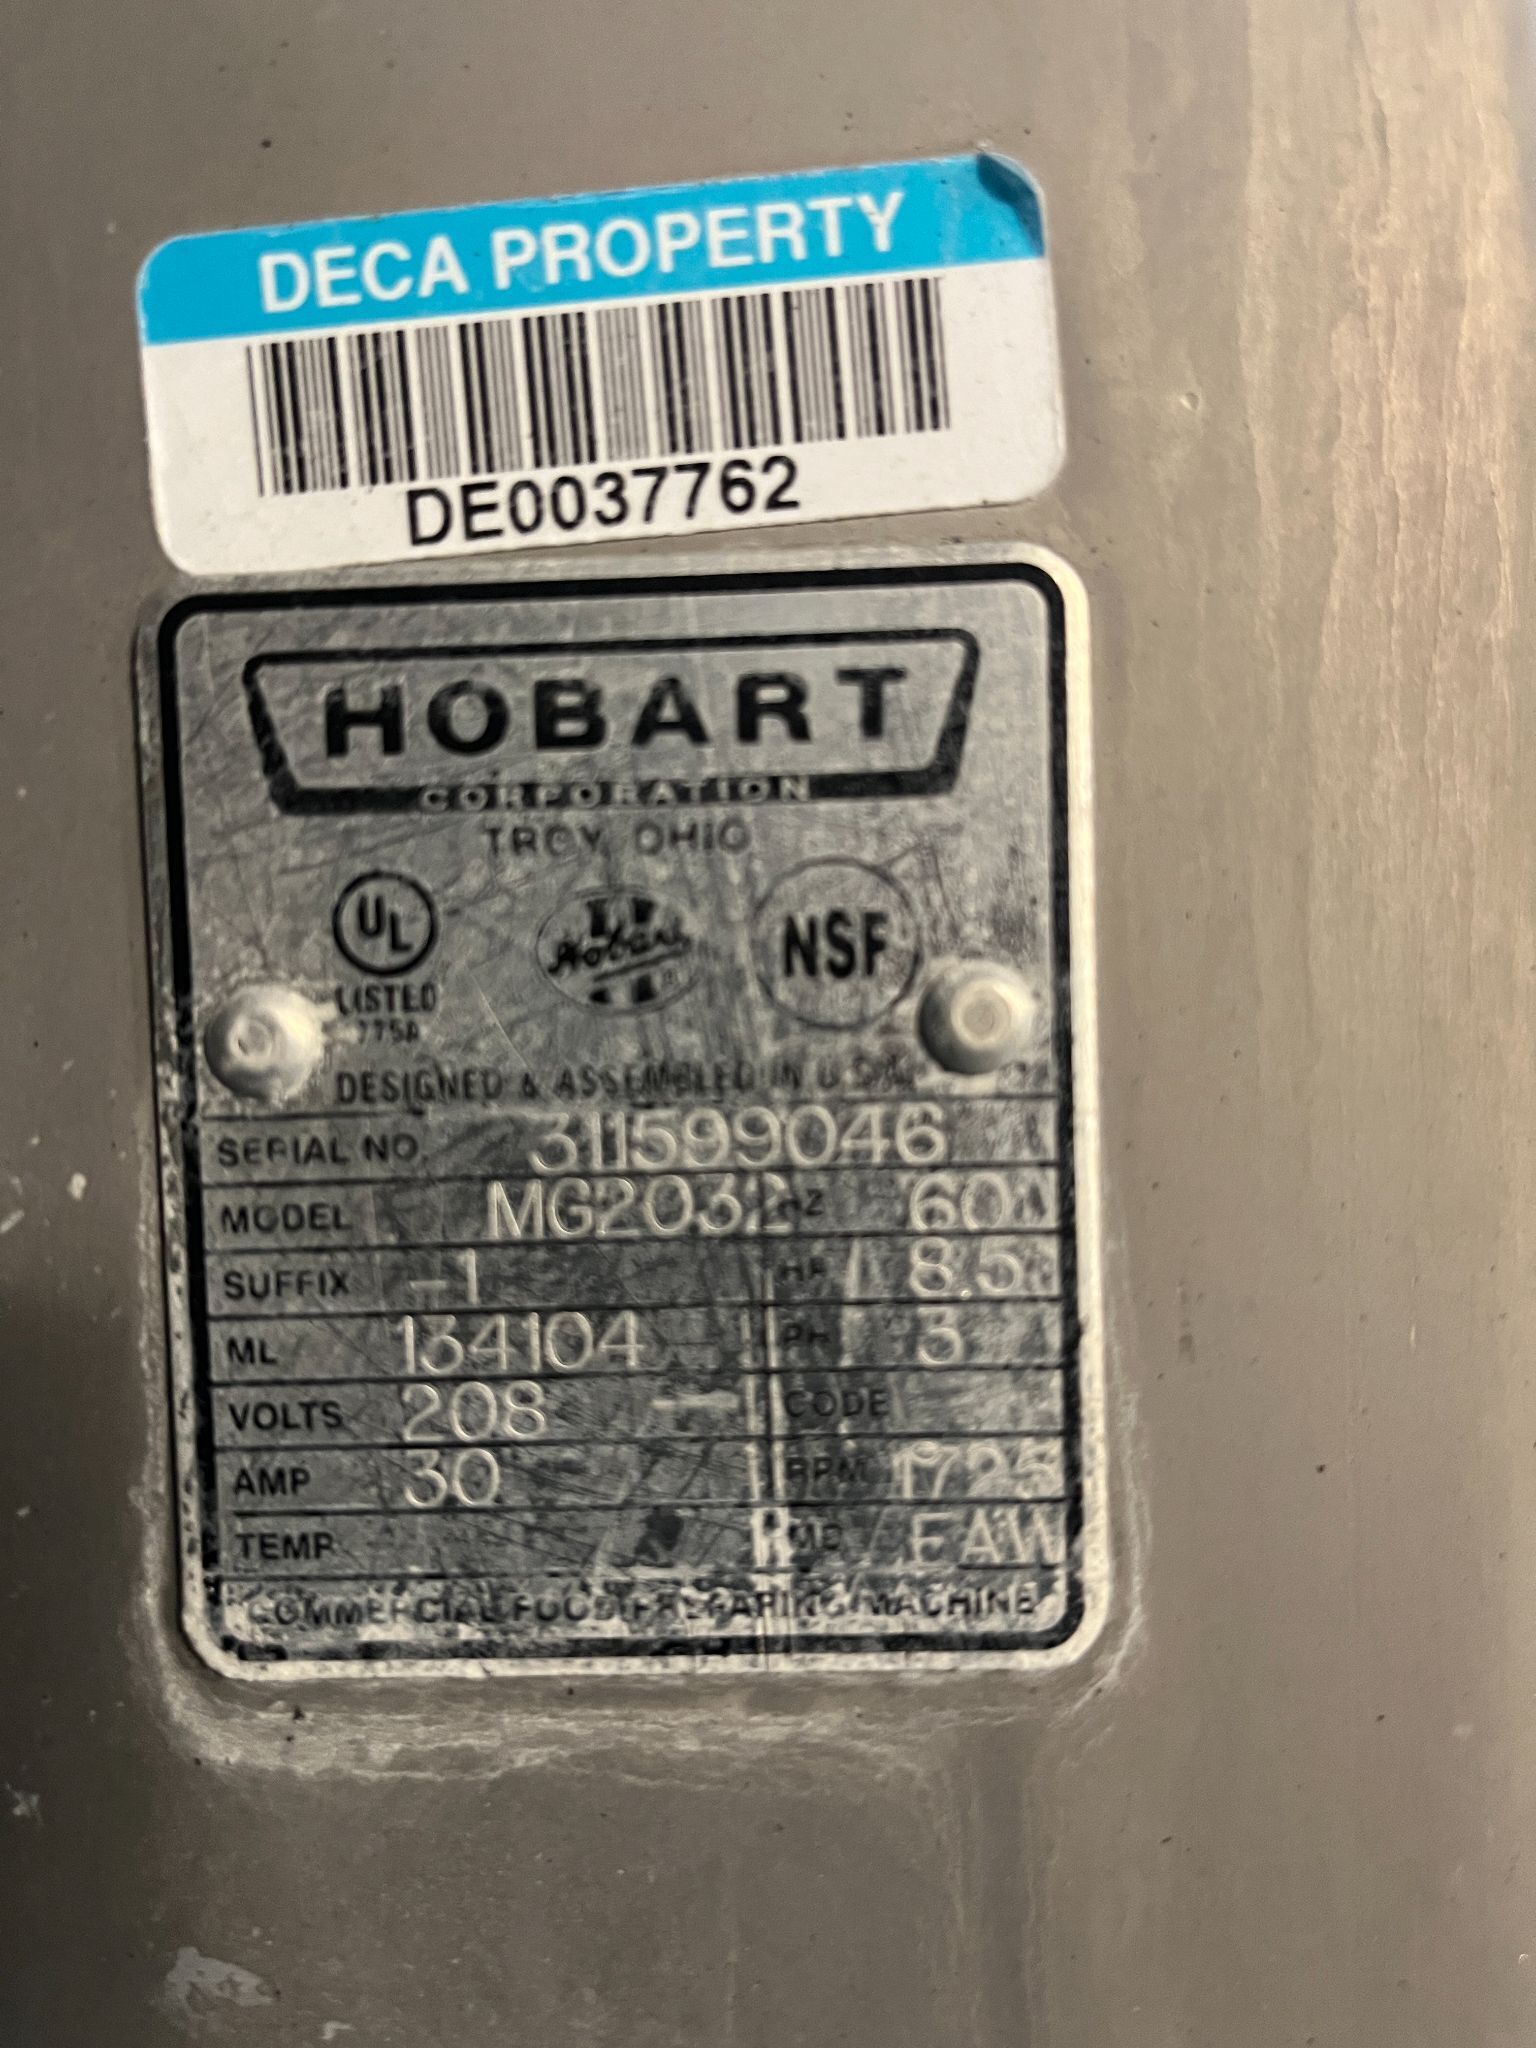 DECA PROPERTY
DE0037762
HOBART
CORPORATION
TROY, OHIO
UL
LISTED
775A
Hobart
®
NSF
DESIGNED & ASSEMBLED IN U.S.A.
SERIAL NO. 311599046
MODEL MG2032 HZ 60
SUFFIX -1 HP 8.5
ML 134104 PH 3
VOLTS 208 - CODE
AMP 30 RPM 1725
TEMP EAW
COMMERCIAL FOOD PREPARING MACHINE